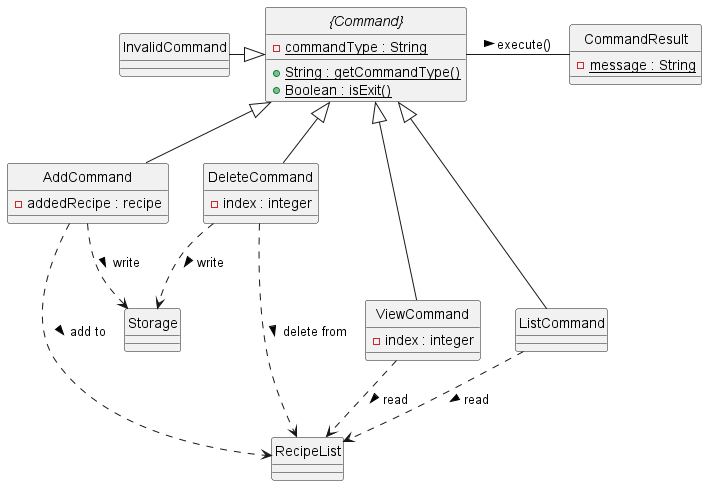 {Command}
commandType : String
String : getCommandType()
Boolean : isExit()
InvalidCommand
execute()
CommandResult
message : String
AddCommand
addedRecipe : recipe
DeleteCommand
index : integer
write
write
Storage
ViewCommand
index : integer
ListCommand
add to
delete from
read
read
RecipeList